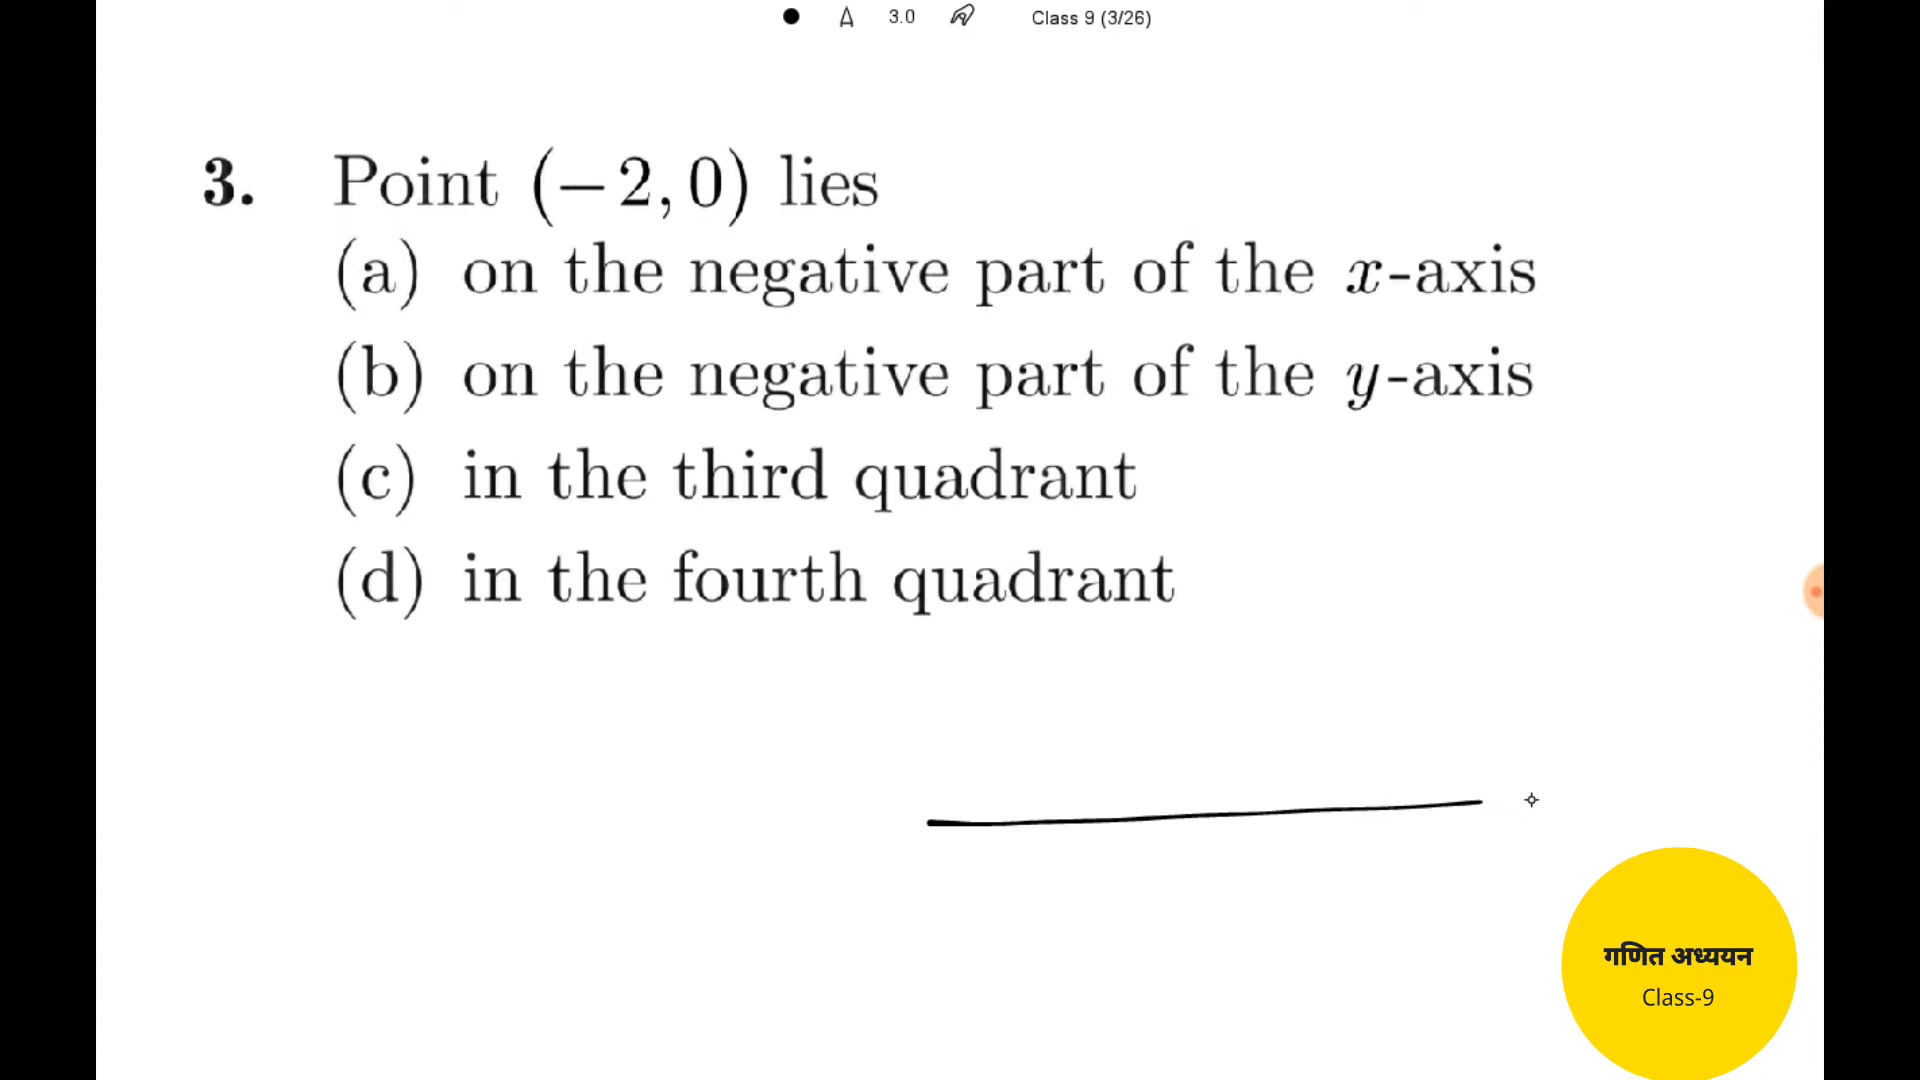 3.0 Class 9 (3/26)
3. Point (−2, 0) lies
(a) on the negative part of the x-axis
(b) on the negative part of the y-axis
(c) in the third quadrant
(d) in the fourth quadrant
गणित अध्ययन
Class-9